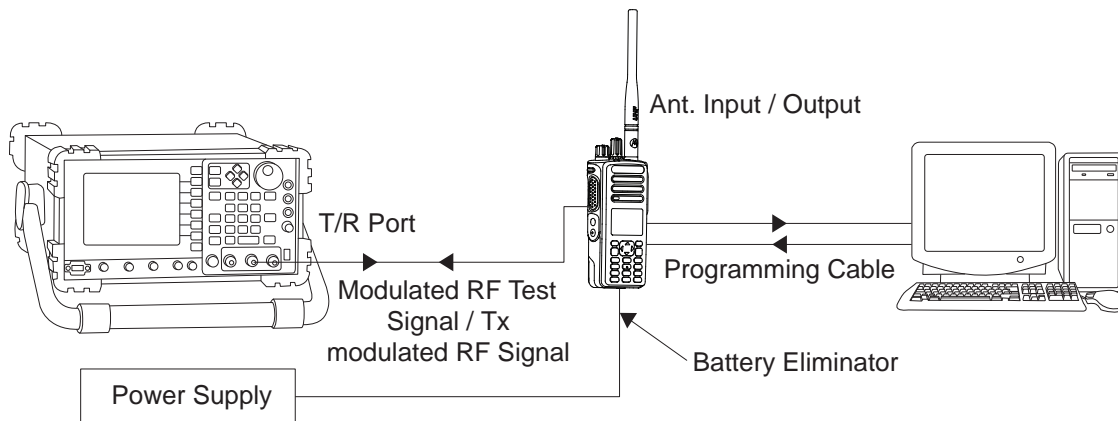 Ant. Input / Output
T/R Port
Modulated RF Test
Signal / Tx
modulated RF Signal
Programming Cable
Battery Eliminator
Power Supply